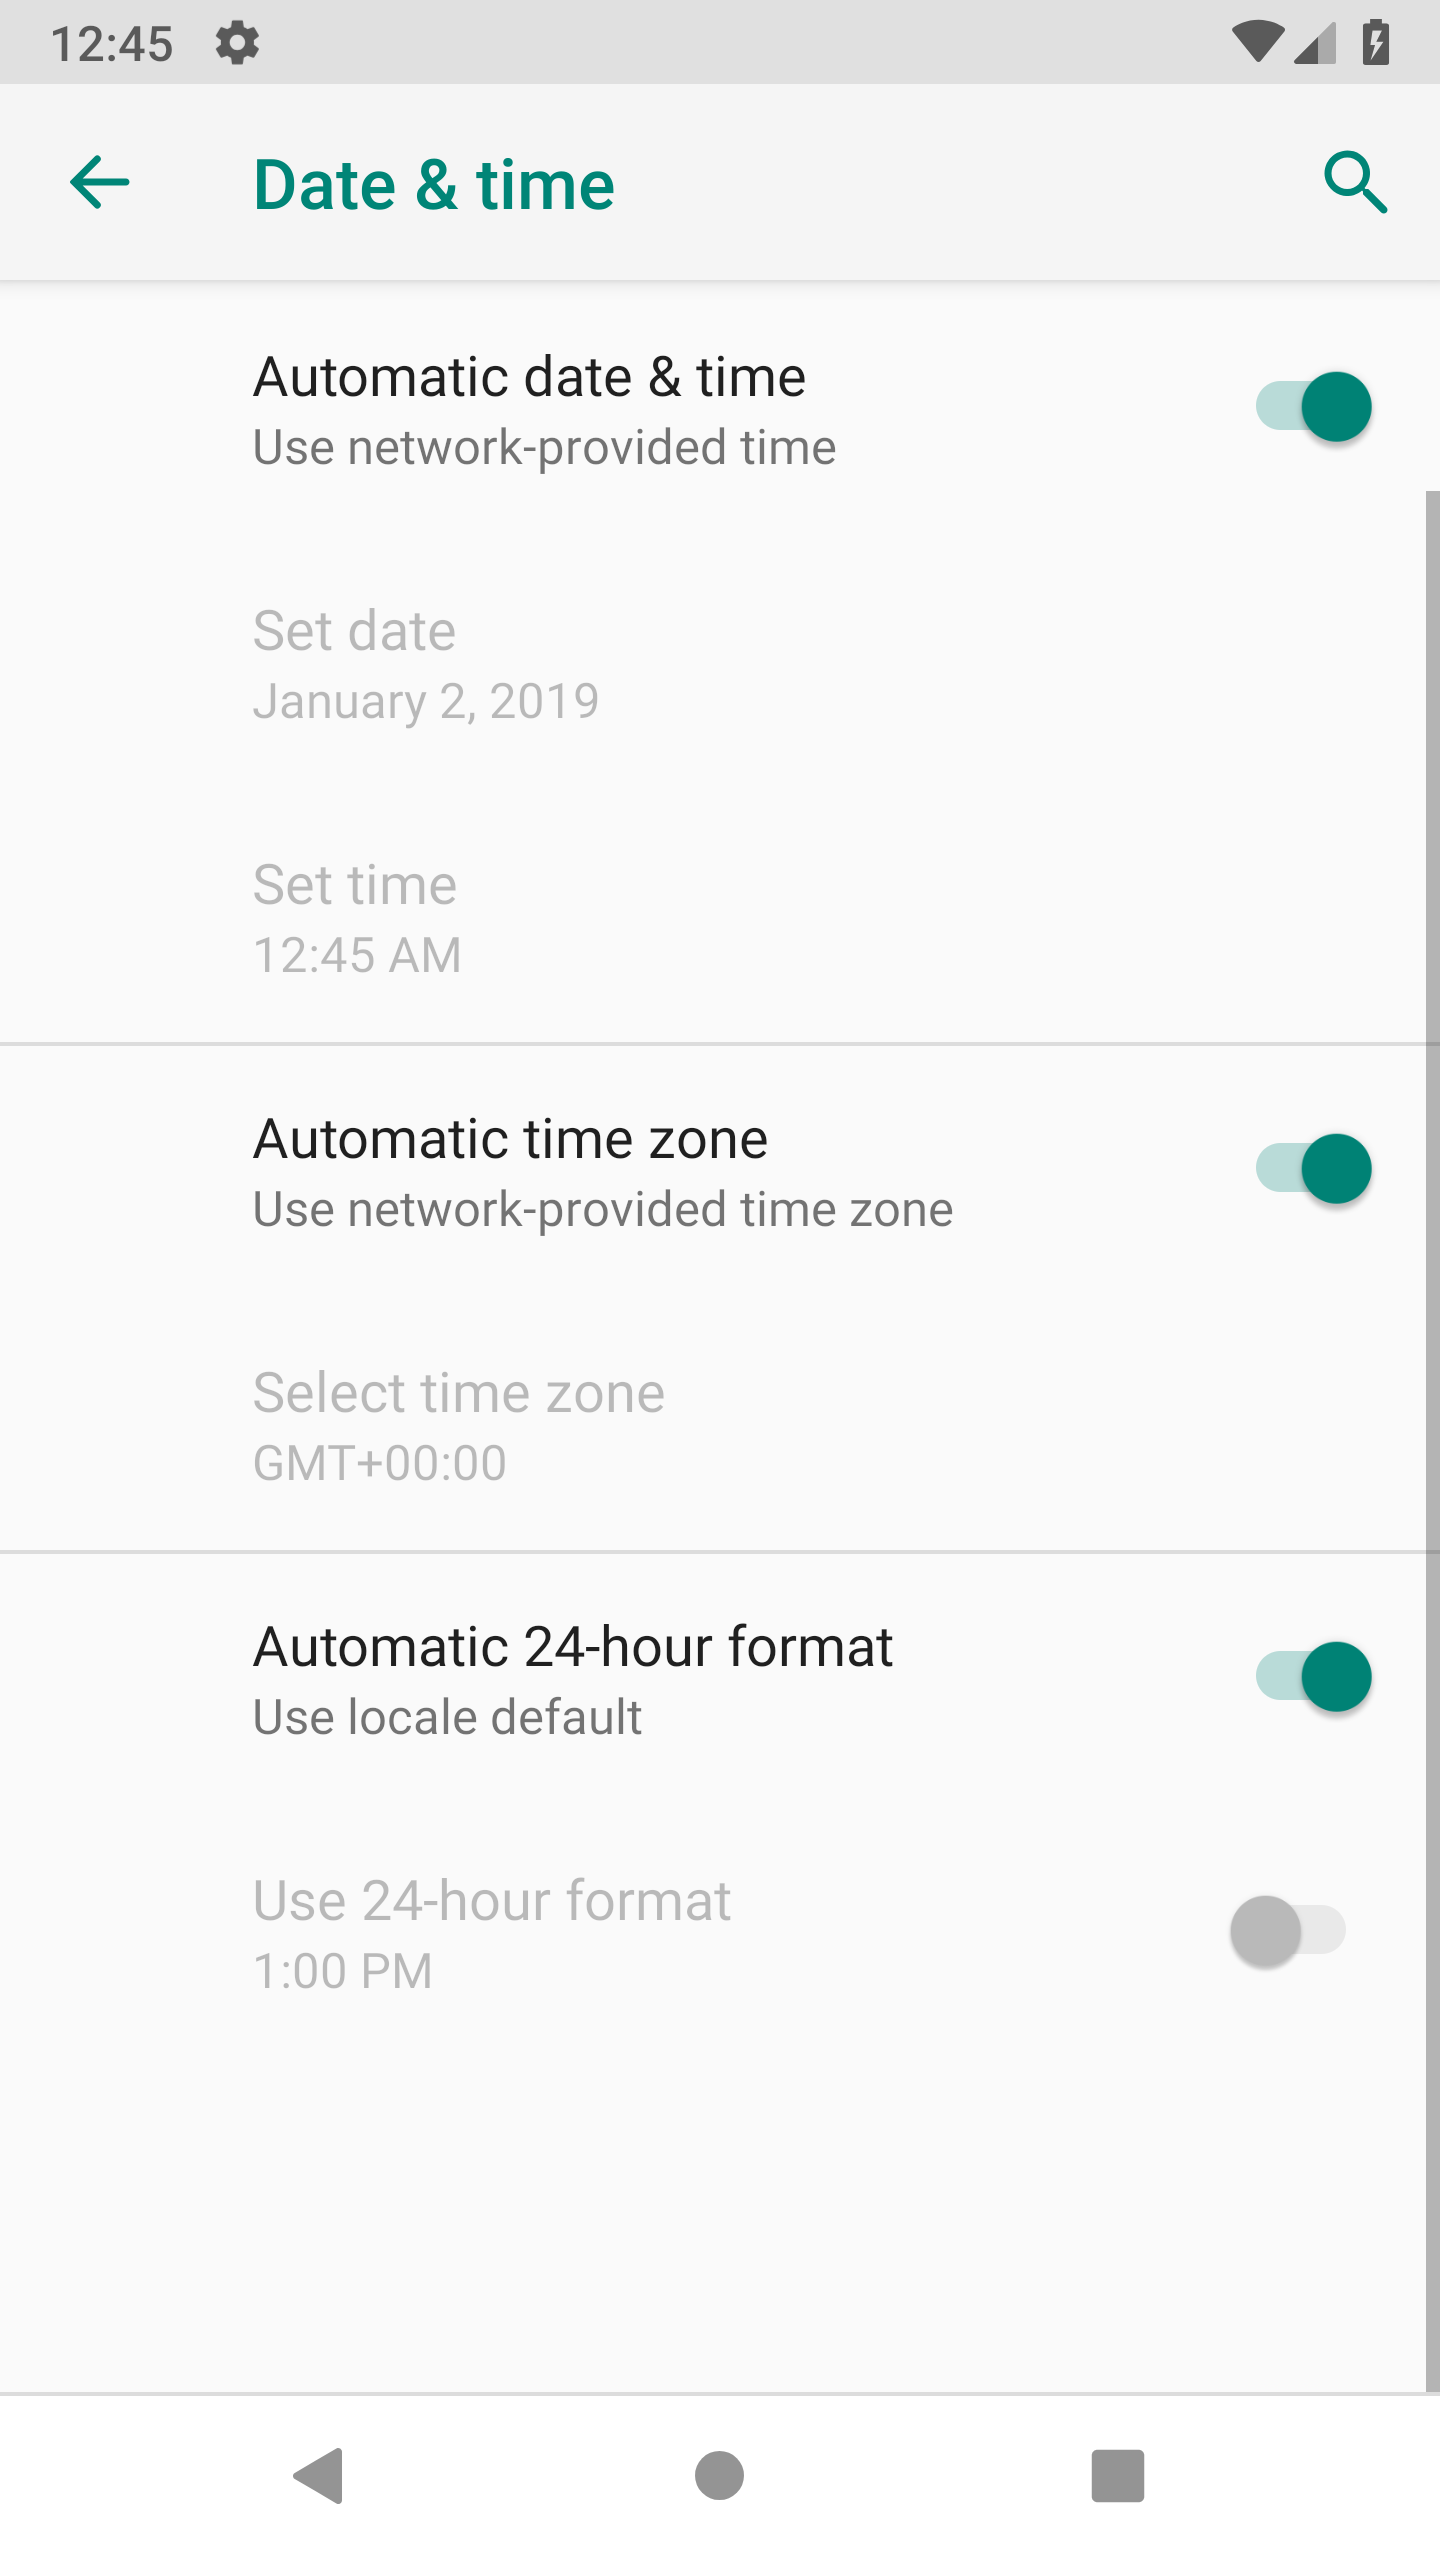 12:45
Date & time
Automatic date & time
Use network-provided time
Set date
January 2, 2019
Set time
12:45 AM
Automatic time zone
Use network-provided time zone
Select time zone
GMT+00:00
Automatic 24-hour format
Use locale default
Use 24-hour format
1:00 PM